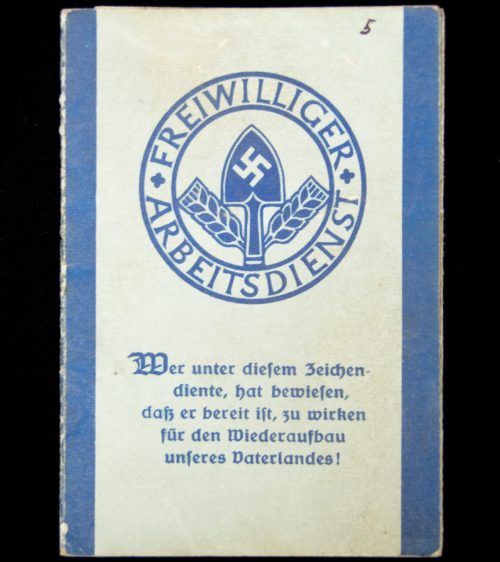 5
FREIWILLIGER
ARBEITSDIENST
Wer unter diesem Zeichen-
diente, hat bewiesen,
daß er bereit ist, zu wirken
für den Wiederaufbau
unseres Vaterlandes!